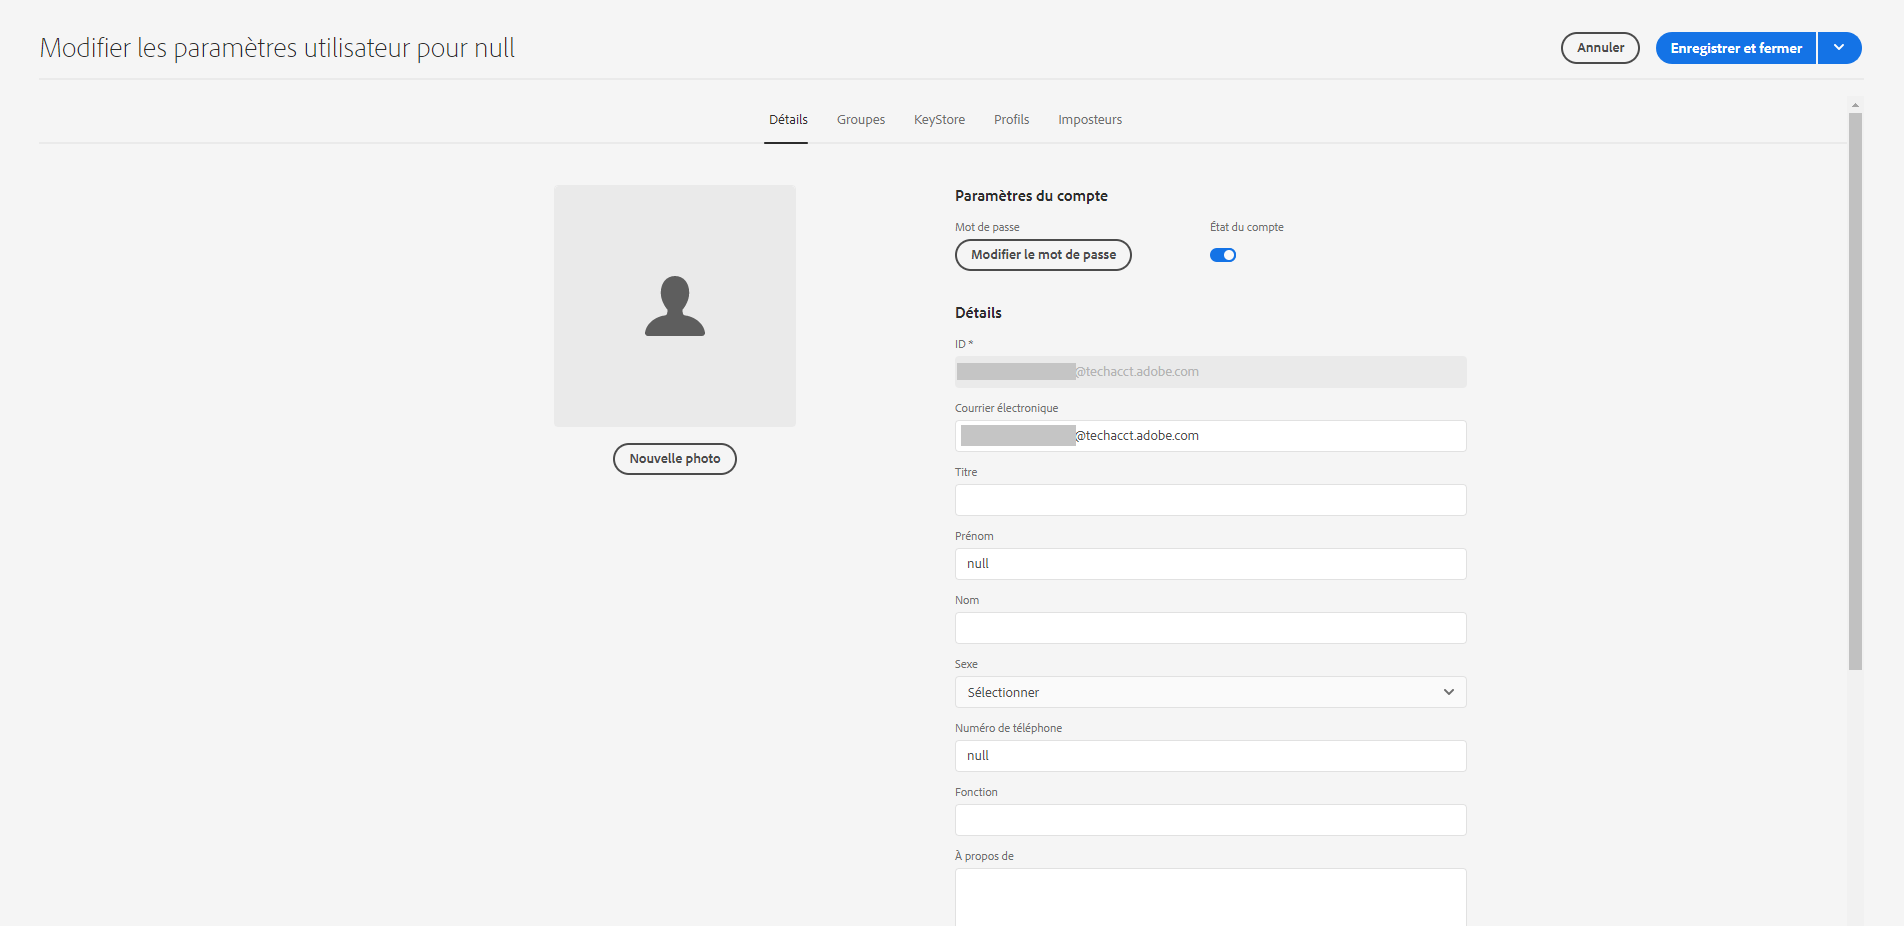 Modifier les paramètres utilisateur pour null
Annuler
Enregistrer et fermer
Détails
Groupes
KeyStore
Profils
Imposteurs
Nouvelle photo
Paramètres du compte
Mot de passe
État du compte
Modifier le mot de passe
Détails
ID *
@techacct.adobe.com
Courrier électronique
@techacct.adobe.com
Titre
Prénom
null
Nom
Sexe
Sélectionner
Numéro de téléphone
null
Fonction
À propos de